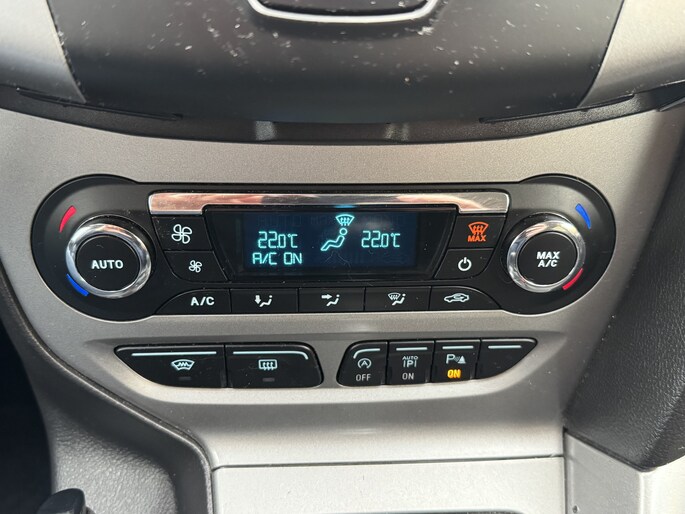 22.0°C 22.0°C
A/C ON
MAX
AUTO
MAX
A/C
A/C
OFF
AUTO
P
ON
P
ON